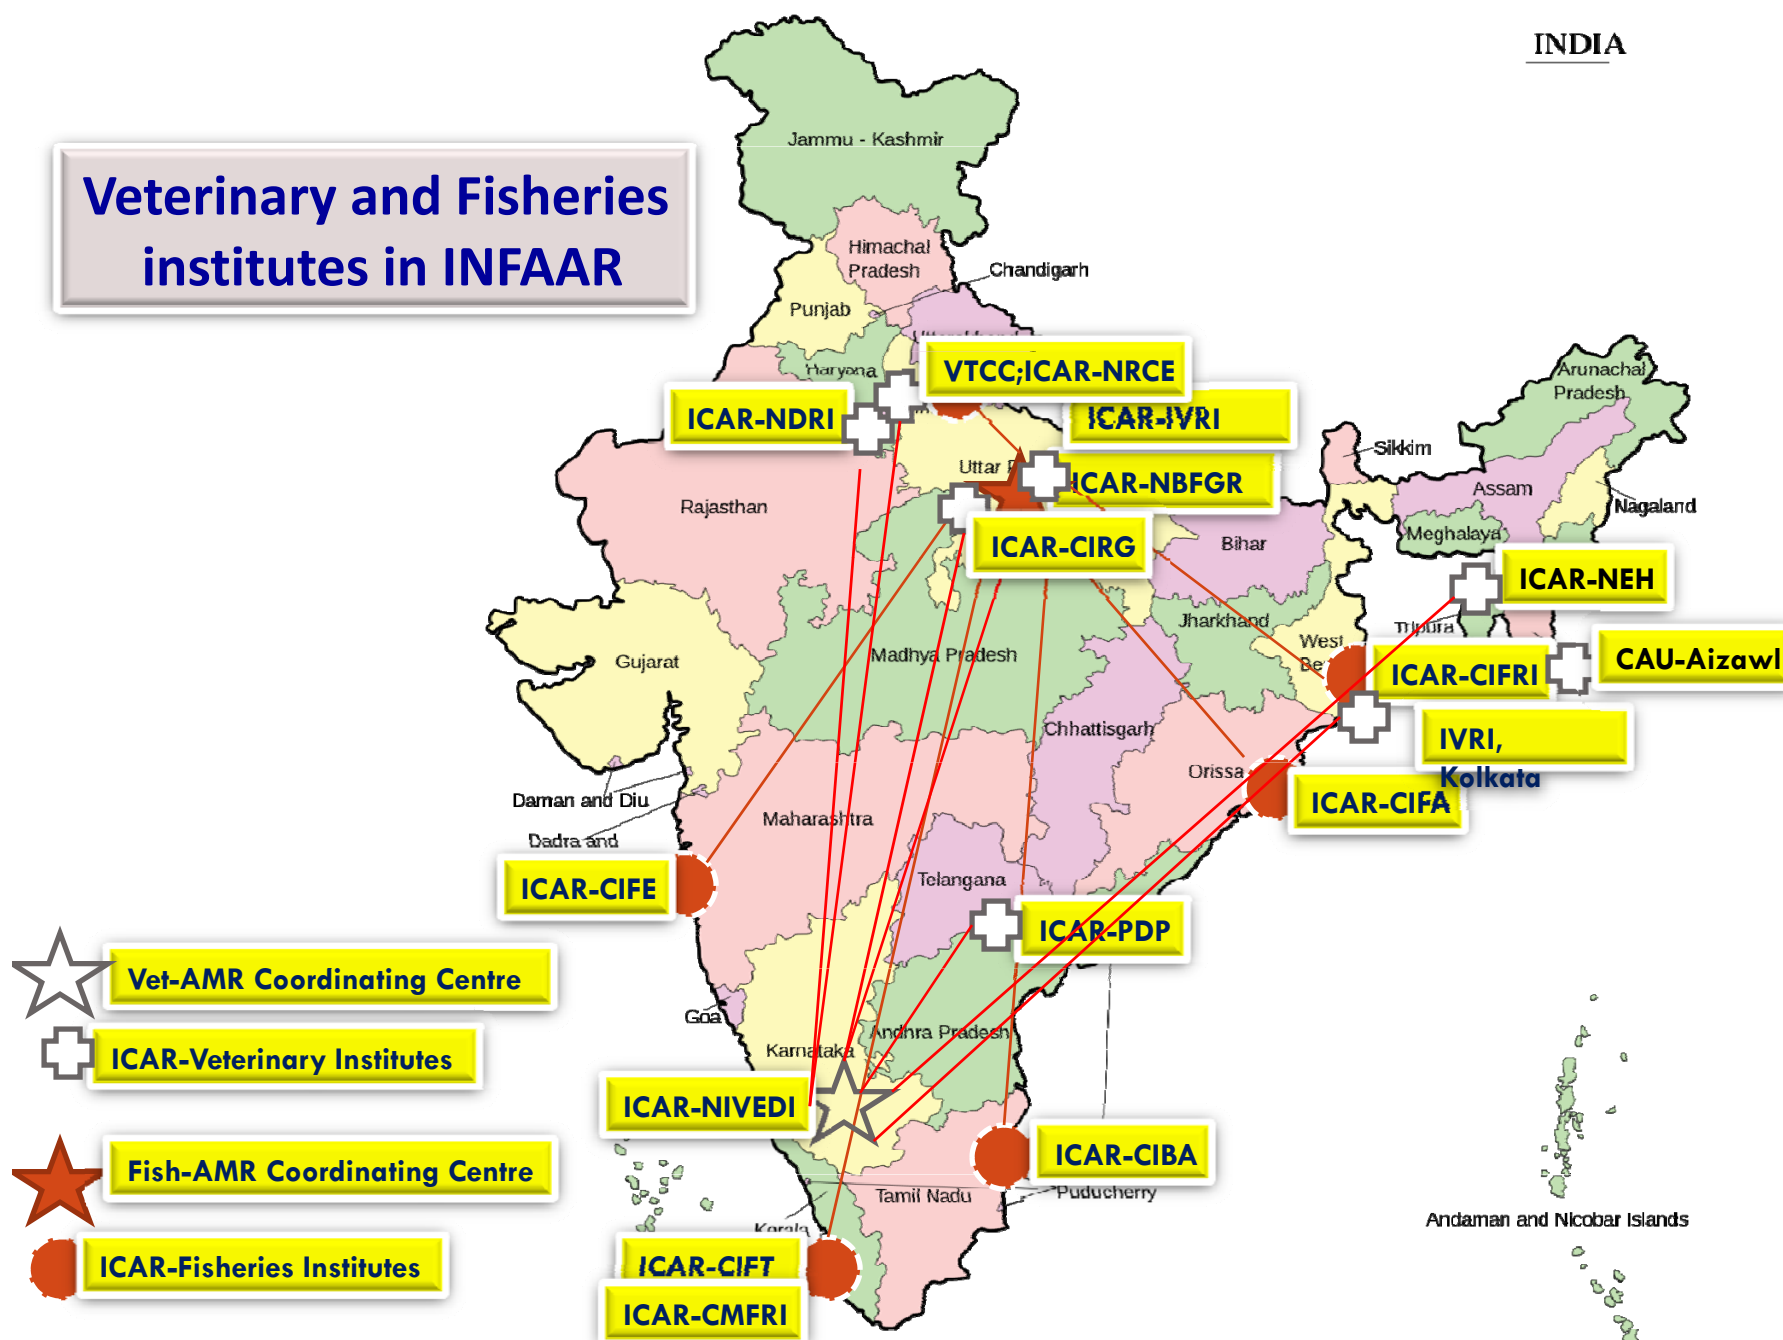 INDIA
Veterinary and Fisheries
institutes in INFAAR
Jammu - Kashmir
Himachal
Pradesh
Chandigarh
Punjab
Haryana
VTCC;ICAR-NRCE
ICAR-NDRI
ICAR-IVRI
Arunachal
Pradesh
Sikkim
Uttar
ICAR-NBFGR
Assam
Nagaland
Rajasthan
Meghalaya
ICAR-CIRG
Bihar
ICAR-NEH
Jharkhand
Tripura
West
Gujarat
Madhya Pradesh
ICAR-CIFRI
CAU-Aizawl
Chhattisgarh
IVRI,
Kolkata
Orissa
Daman and Diu
ICAR-CIFA
Maharashtra
Dadra and
ICAR-CIFE
Telangana
ICAR-PDP
Vet-AMR Coordinating Centre
Goa
Andhra Pradesh
Karnataka
ICAR-Veterinary Institutes
ICAR-NIVEDI
Fish-AMR Coordinating Centre
ICAR-CIBA
Tamil Nadu
Puducherry
Kerala
Andaman and Nicobar Islands
ICAR-Fisheries Institutes
ICAR-CIFT
ICAR-CMFRI